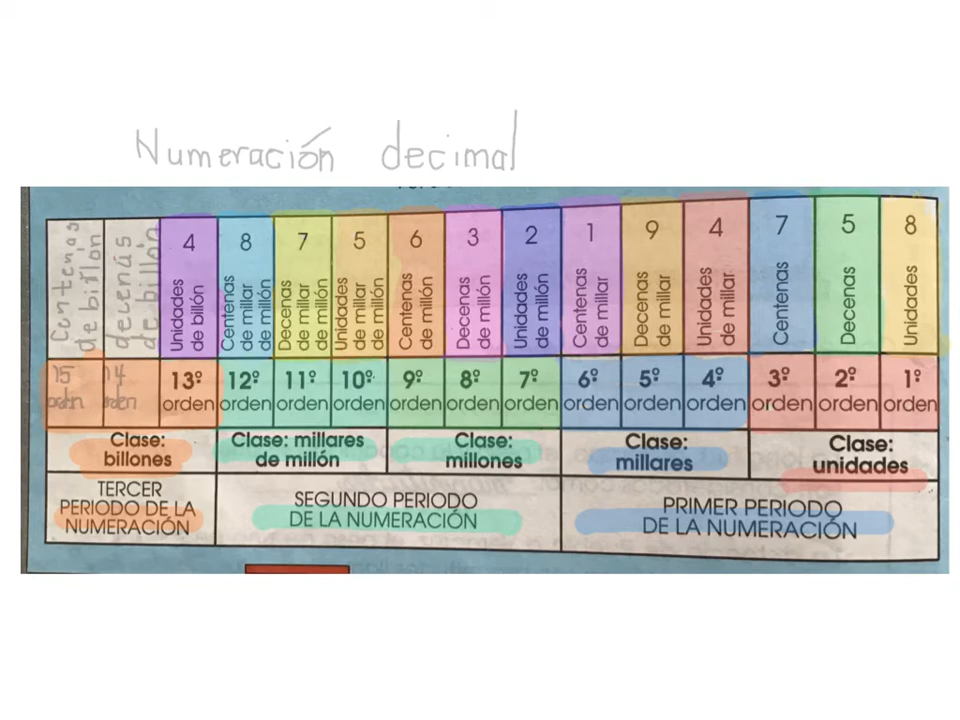 Numeración decimal
Centenas de billon
decenas de billón
4 8 7 5 6 3 2 1 9 4 7 5 8
Unidades de billón
Centenas de millar de millón
Decenas de millar de millón
Unidades de millar de millón
Centenas de millón
Decenas de millón
Unidades de millón
Centenas de millar
Decenas de millar
Unidades de millar
Centenas
Decenas
Unidades
15 14 13º 12º 11º 10º 9º 8º 7º 6º 5º 4º 3º 2º 1º
orden orden orden orden orden orden orden orden orden orden orden orden orden orden orden
Clase: Clase: millares Clase: Clase: Clase:
billones de millón millones millares unidades
TERCER
PERIODO DE LA SEGUNDO PERIODO PRIMER PERIODO
NUMERACIÓN DE LA NUMERACIÓN DE LA NUMERACIÓN